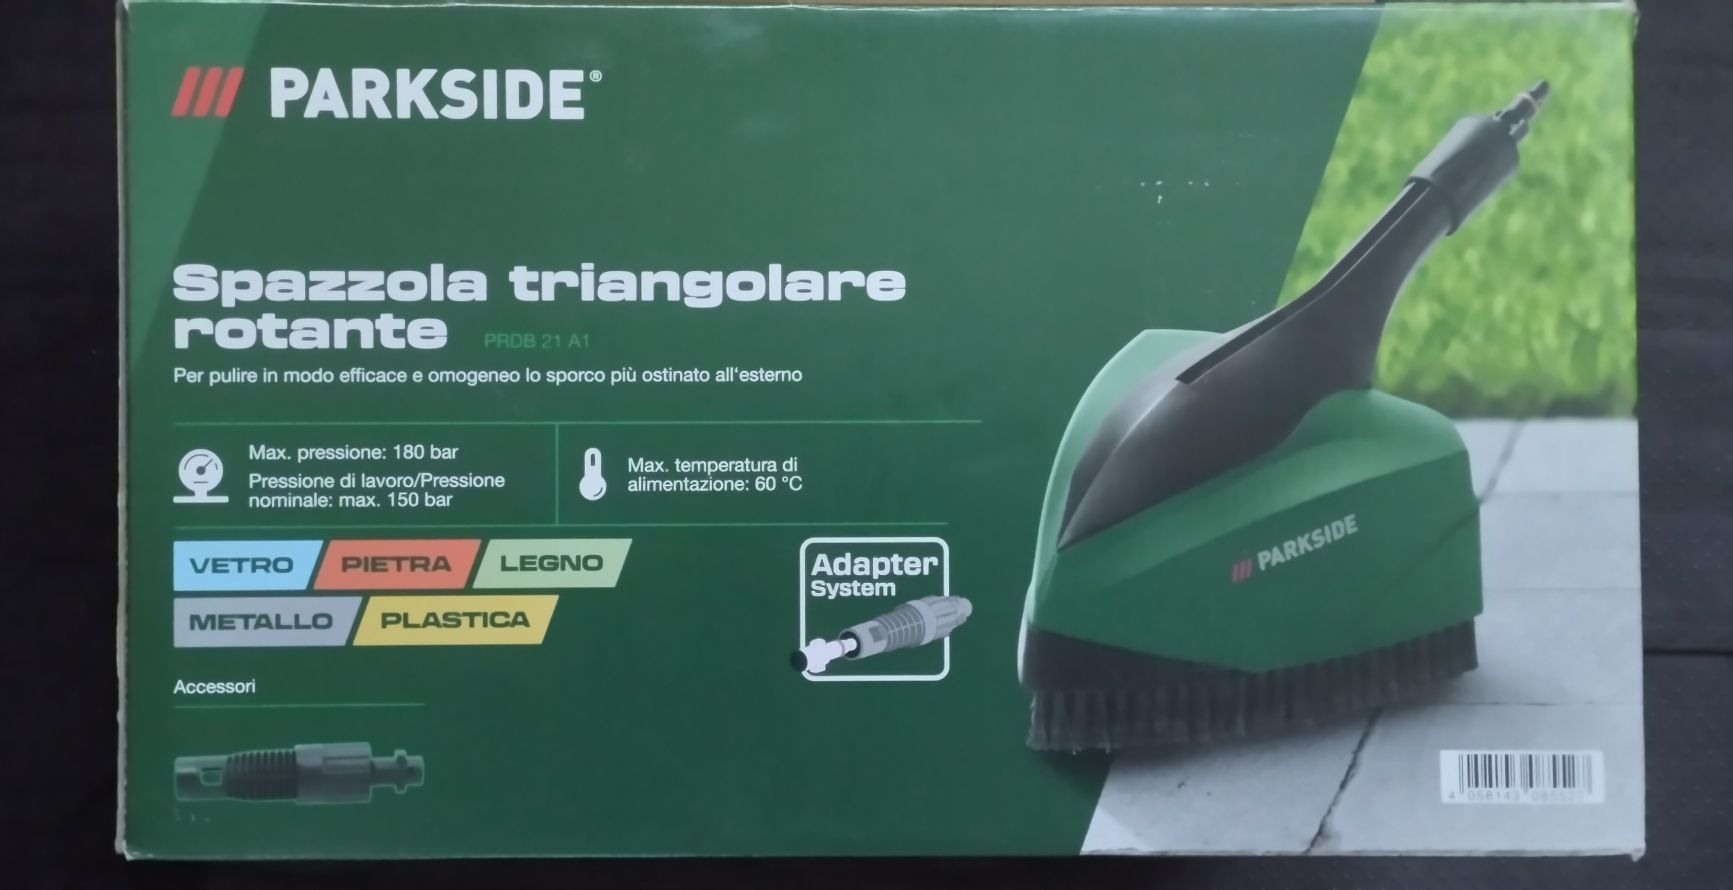 PARKSIDE®
Spazzola triangolare
rotante PRDB 21 A1
Per pulire in modo efficace e omogeneo lo sporco più ostinato all'esterno
Max. pressione: 180 bar
Pressione di lavoro/Pressione
nominale: max. 150 bar
Max. temperatura di
alimentazione: 60 °C
VETRO PIETRA LEGNO
METALLO PLASTICA
Adapter
System
Accessori
PARKSIDE
4 058143